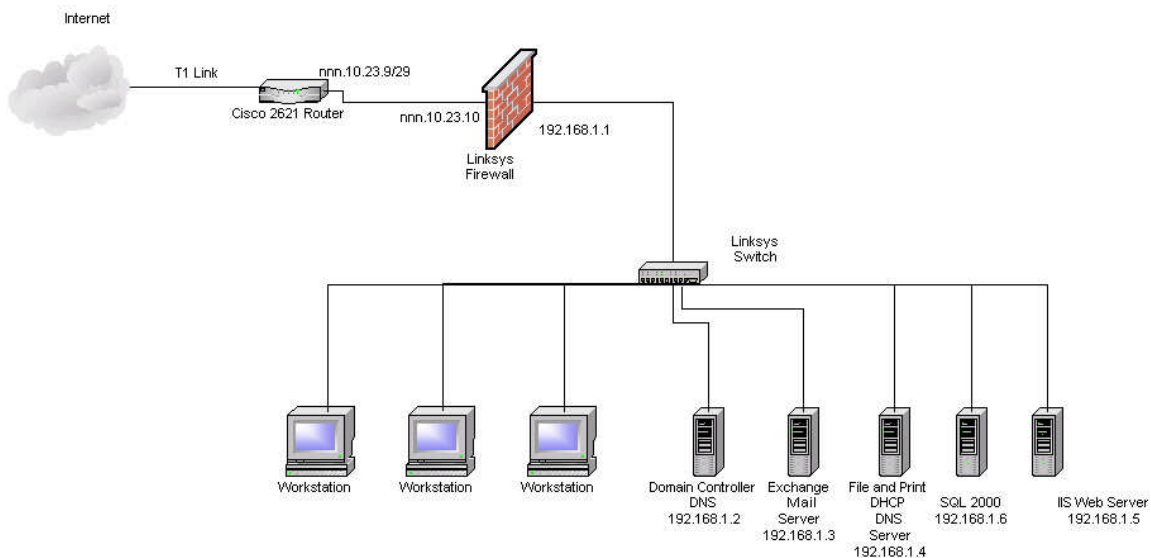 Internet
T1 Link
nnn.10.23.9/29
Cisco 2621 Router
nnn.10.23.10
192.168.1.1
Linksys
Firewall
Linksys
Switch
Workstation
Workstation
Workstation
Domain Controller
DNS
192.168.1.2
Exchange
Mail
Server
192.168.1.3
File and Print
DHCP
DNS
Server
192.168.1.4
SQL 2000
192.168.1.6
IIS Web Server
192.168.1.5